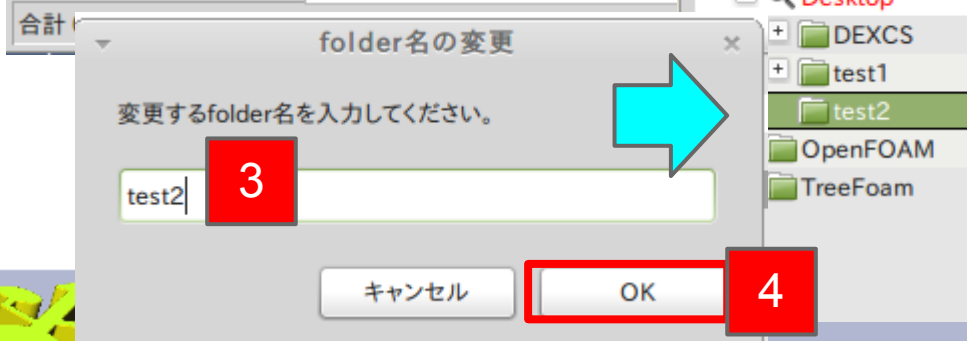 合計
folder名の変更
変更するfolder名を入力してください。
test2
3
キャンセル
OK
4
Desktop
DEXCS
test1
test2
OpenFOAM
TreeFoam